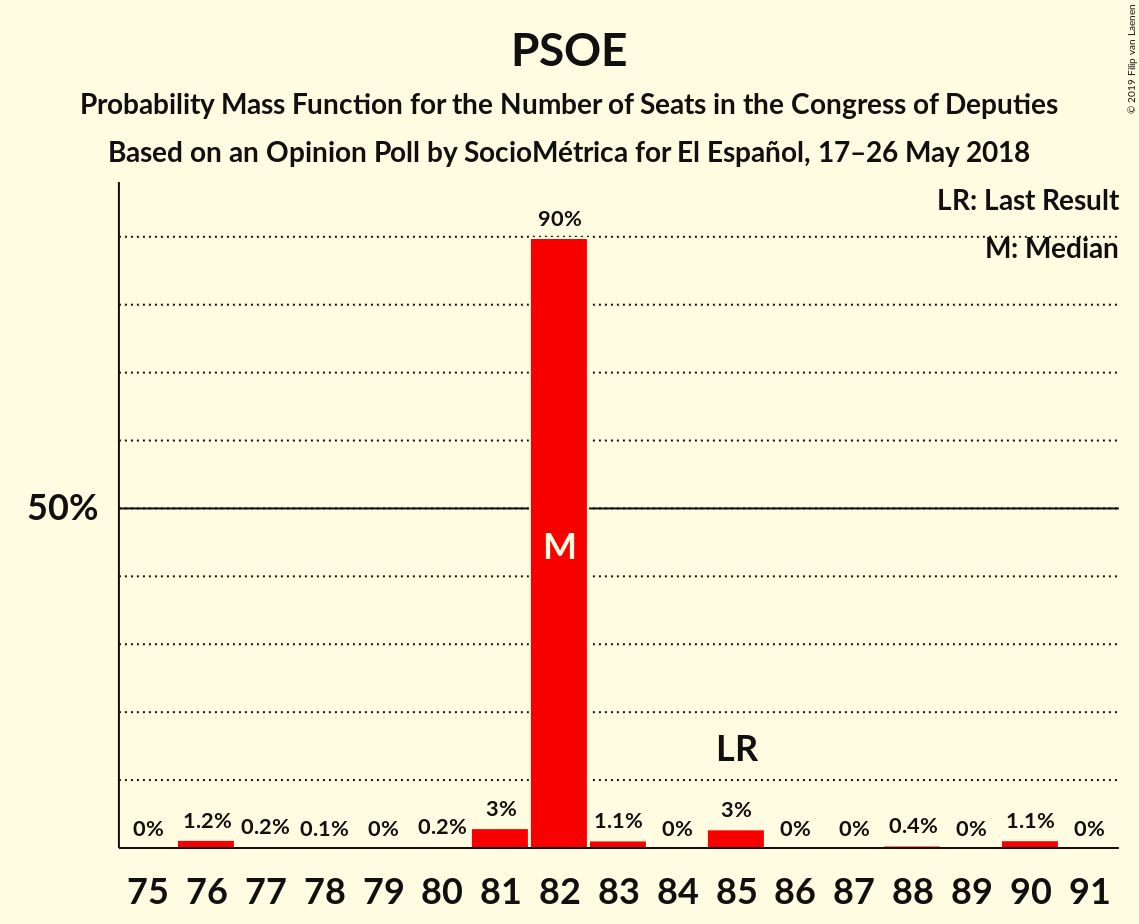 PSOE
Probability Mass Function for the Number of Seats in the Congress of Deputies
Based on an Opinion Poll by SocioMétrica for El Español, 17–26 May 2018
© 2019 Filip van Laenen
LR: Last Result
M: Median
90%
50%
M
LR
0% 1.2% 0.2% 0.1% 0% 0.2% 3% 1.1% 0% 3% 0% 0% 0.4% 0% 1.1% 0%
75 76 77 78 79 80 81 82 83 84 85 86 87 88 89 90 91